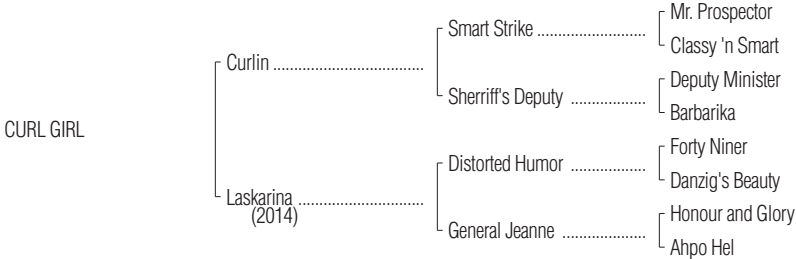 Mr. Prospector
Smart Strike ........................
Classy 'n Smart
Curlin ..................................
Deputy Minister
Sherriff's Deputy .................
Barbarika
CURL GIRL
Forty Niner
Distorted Humor .................
Danzig's Beauty
Laskarina ............................
(2014)
Honour and Glory
General Jeanne ...................
Ahpo Hel